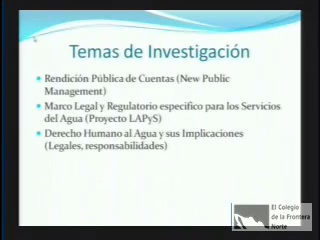 Temas de Investigación
Rendición Pública de Cuentas (New Public
Management)
Marco Legal y Regulatorio especifico para los Servicios
del Agua (Proyecto LAPyS)
Derecho Humano al Agua y sus Implicaciones
(Legales, responsabilidades)
El Colegio
de la Frontera
Norte